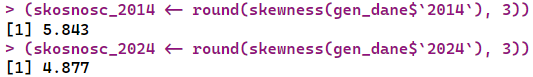 > (skosnosc_2014 <- round(skewness(gen_dane$`2014`), 3))
[1] 5.843
> (skosnosc_2024 <- round(skewness(gen_dane$`2024`), 3))
[1] 4.877